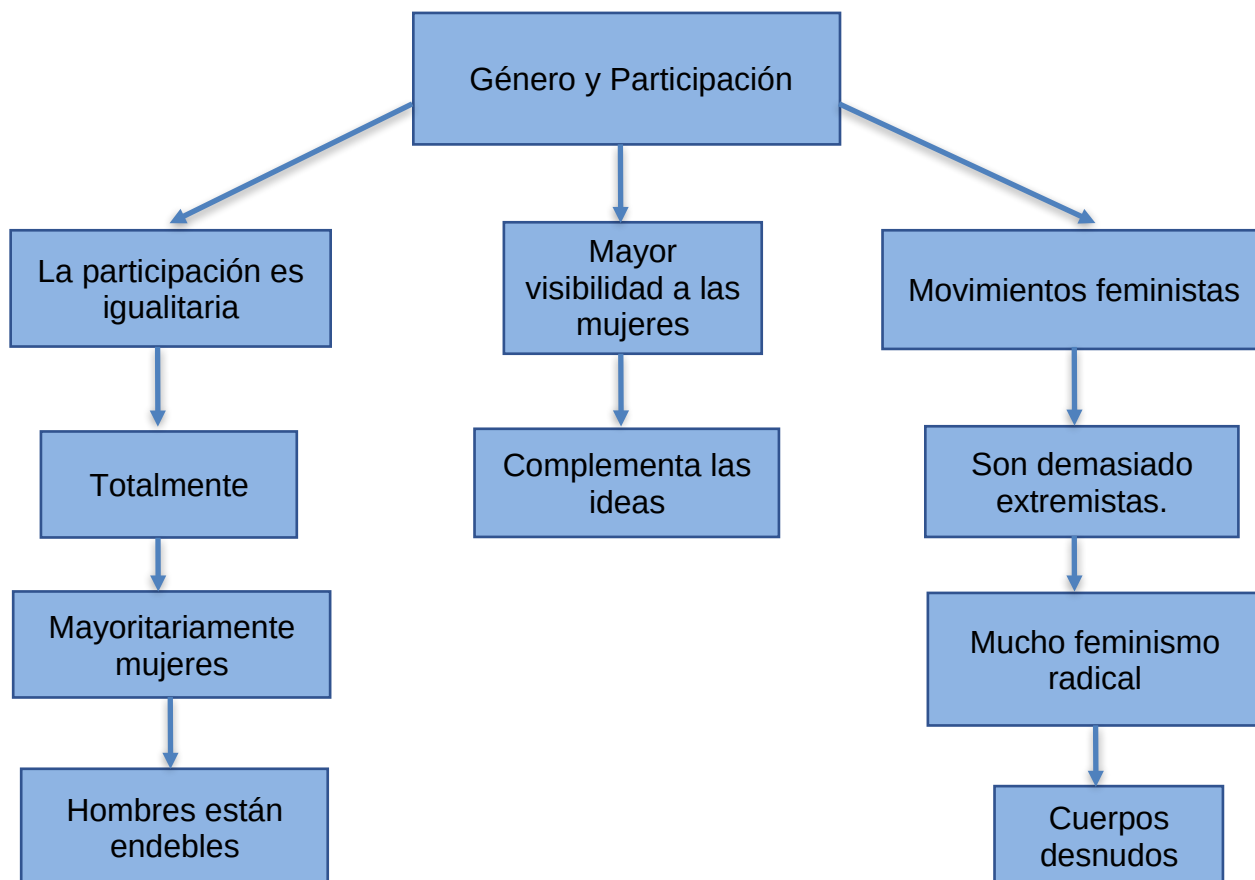 Género y Participación
La participación es
igualitaria
Mayor
visibilidad a las
mujeres
Movimientos feministas
Totalmente
Complementa las
ideas
Son demasiado
extremistas.
Mayoritariamente
mujeres
Mucho feminismo
radical
Hombres están
endebles
Cuerpos
desnudos